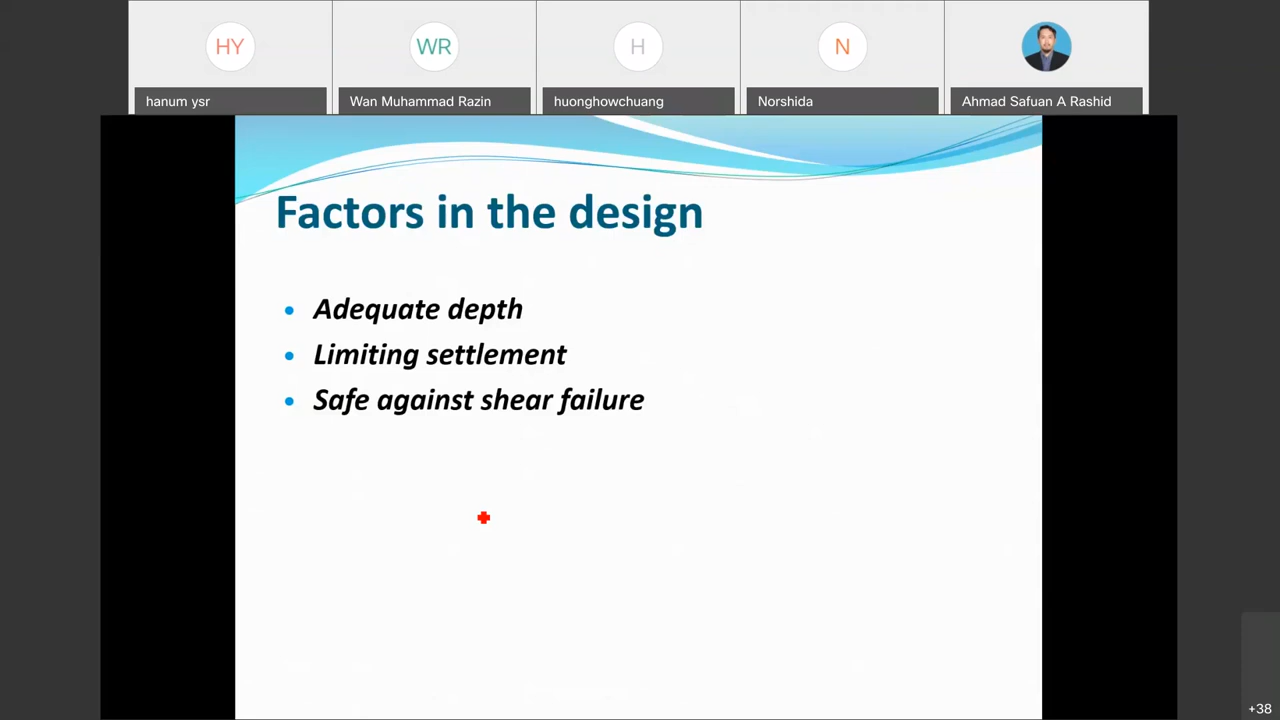 HY
WR
H
N
hanum ysr
Wan Muhammad Razin
huonghowchuang
Norshida
Ahmad Safuan A Rashid
Factors in the design
Adequate depth
Limiting settlement
Safe against shear failure
+38